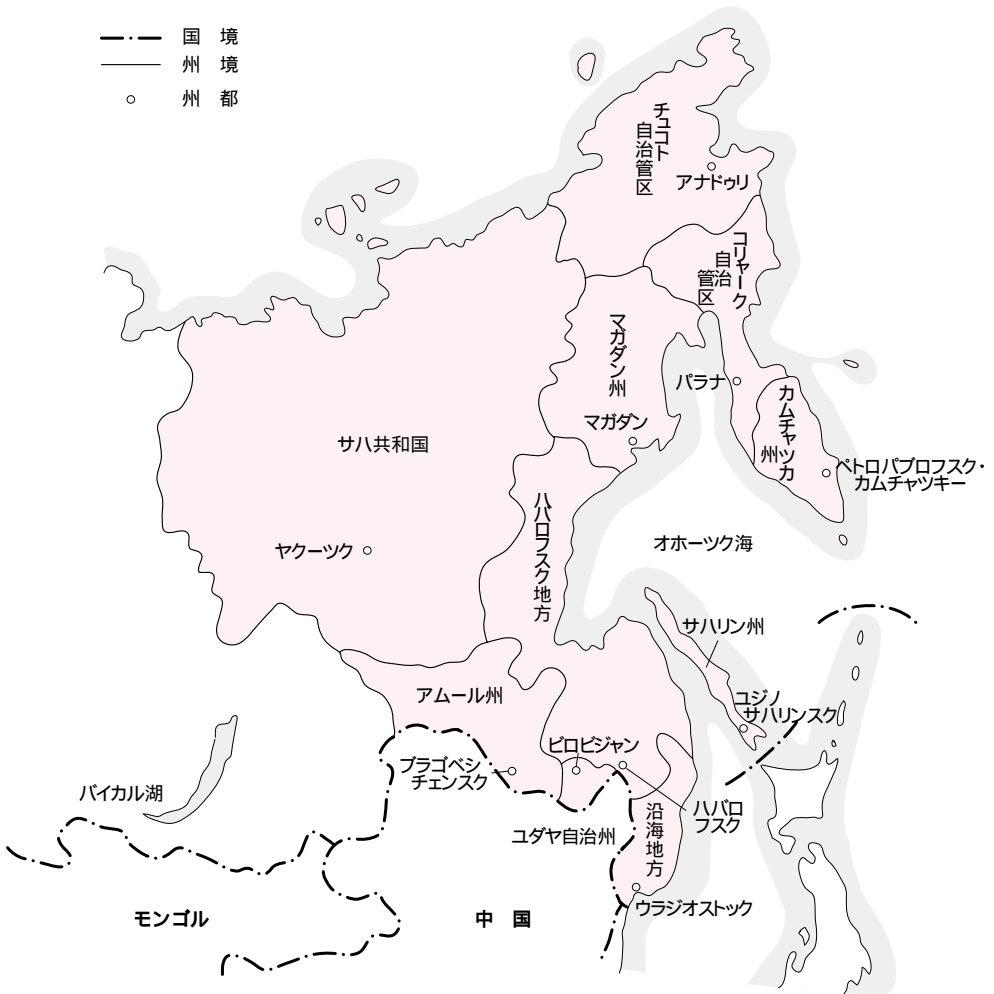 国境
州境
州都
チュコト
自治管区
アナドゥリ
コリャーク
自治
管区
マガダン州
パラナ
カムチャツカ
州
マガダン
サハ共和国
ペトロパブロフスク・
カムチャツキー
ハバロフスク地方
ヤクーツク
オホーツク海
サハリン州
アムール州
ユジノ
サハリンスク
ビロビジャン
ブラゴベシ
チェンスク
バイカル湖
ハバロ
フスク
沿海地方
ユダヤ自治州
ウラジオストック
モンゴル
中国